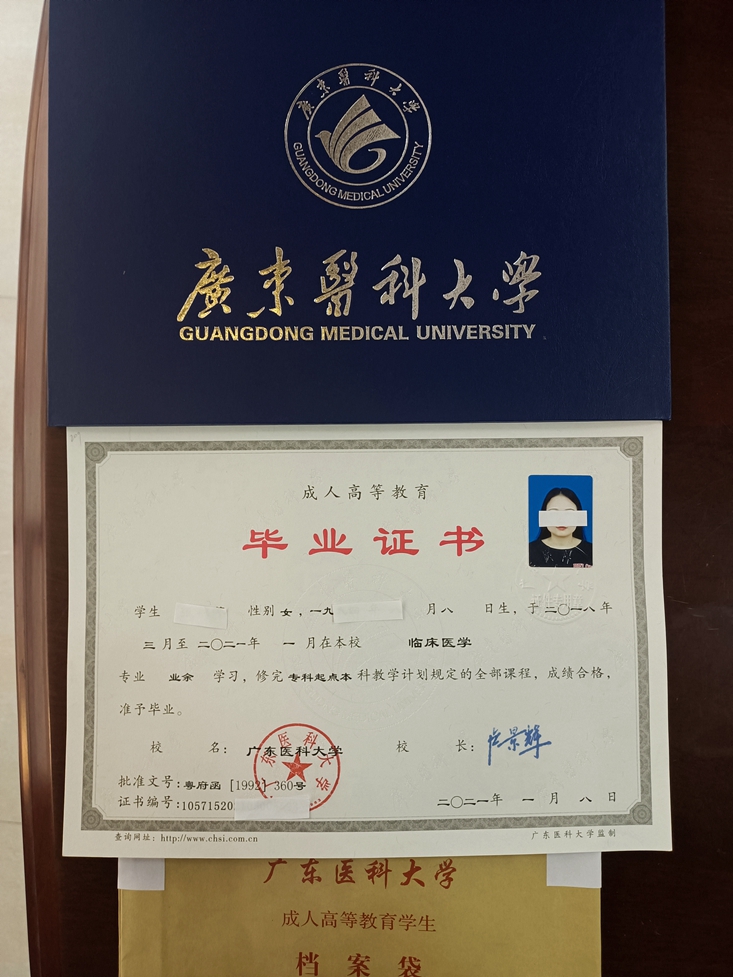 廣東醫科大學
GUANGDONG MEDICAL UNIVERSITY
廣東醫科大學
GUANGDONG MEDICAL UNIVERSITY
成人高等教育
毕业证书
学生 性别 女，一九 月八 日生，于二〇一八年
三月至二〇二一年 一月在本校 临床医学
专业 业余 学习，修完专科起点本科教学计划规定的全部课程，成绩合格，
准予毕业。
校 名：广东医科大学 校 长：
广东医科大学
批准文号：粤府函［1992］360号
证书编号：10571520
二〇二一年 一月 八日
查询网址：http://www.chsi.com.cn 广东医科大学监制
广东医科大学
成人高等教育学生
档案袋